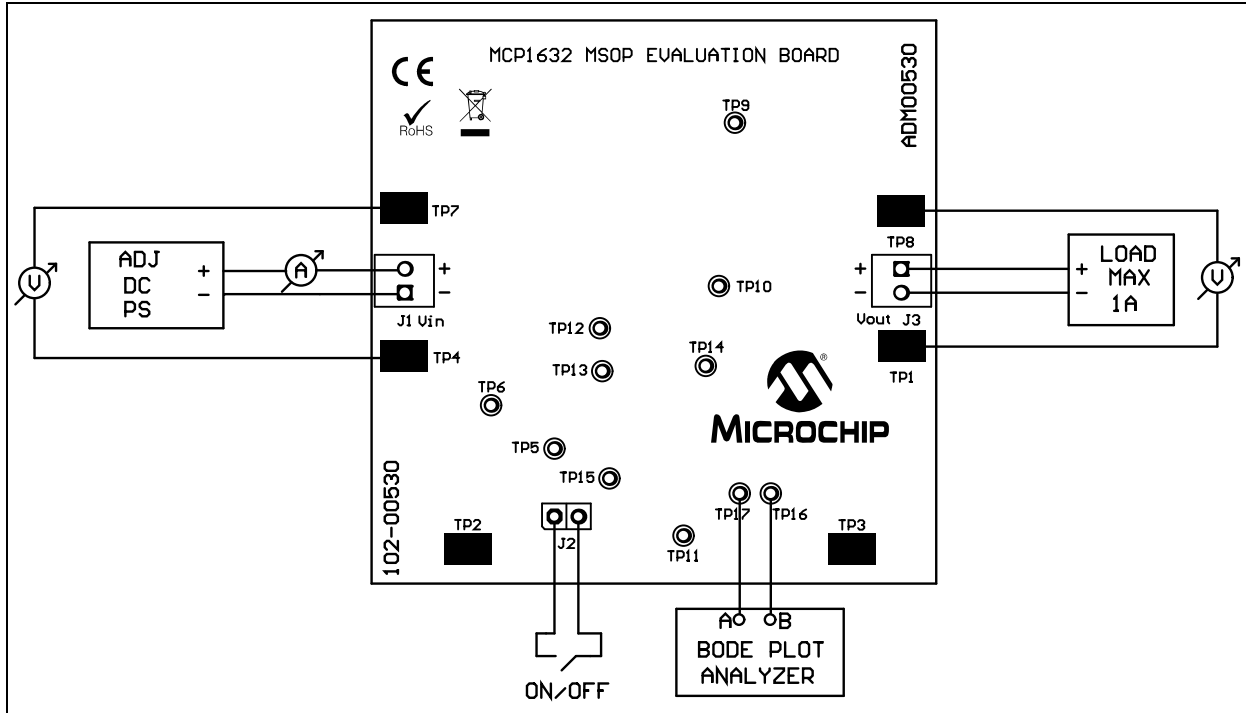 MCP1632 MSOP EVALUATION BOARD
CE
RoHS
ADM00530
TP9
TP7
TP8
ADJ
DC
PS
+
−
A
V
+
−
J1 Vin
TP4
TP10
+
−
Vout J3
TP1
+
−
LOAD
MAX
1A
V
TP12
TP13
TP14
TP6
MICROCHIP®
TP5
TP15
102-00530
TP2
J2
TP11
TP17
TP16
TP3
ON/OFF
A
B
BODE PLOT
ANALYZER